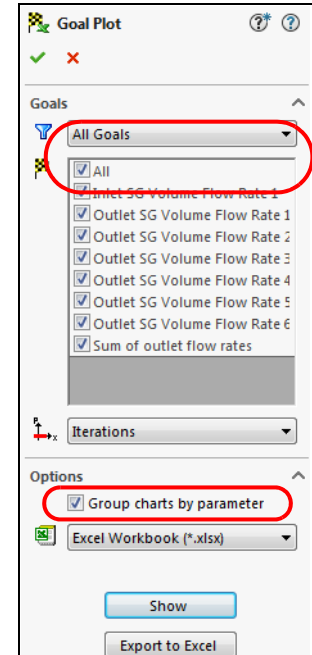 Goal Plot
Goals
All Goals
All
Inlet SG Volume Flow Rate 1
Outlet SG Volume Flow Rate 1
Outlet SG Volume Flow Rate 2
Outlet SG Volume Flow Rate 3
Outlet SG Volume Flow Rate 4
Outlet SG Volume Flow Rate 5
Outlet SG Volume Flow Rate 6
Sum of outlet flow rates
Iterations
Options
Group charts by parameter
Excel Workbook (*.xlsx)
Show
Export to Excel